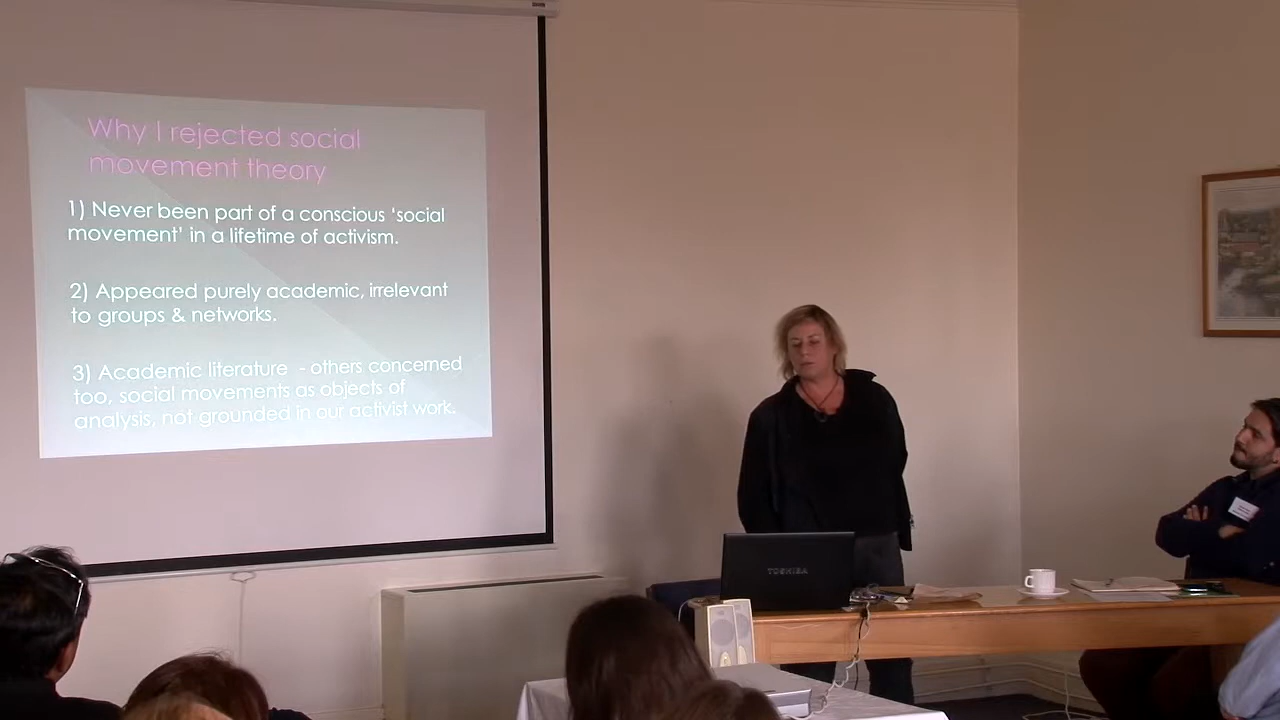 Why I rejected social
movement theory
1) Never been part of a conscious ‘social
movement’ in a lifetime of activism.
2) Appeared purely academic, irrelevant
to groups & networks.
3) Academic literature - others concerned
too, social movements as objects of
analysis, not grounded in our activist work.
TOSHIBA